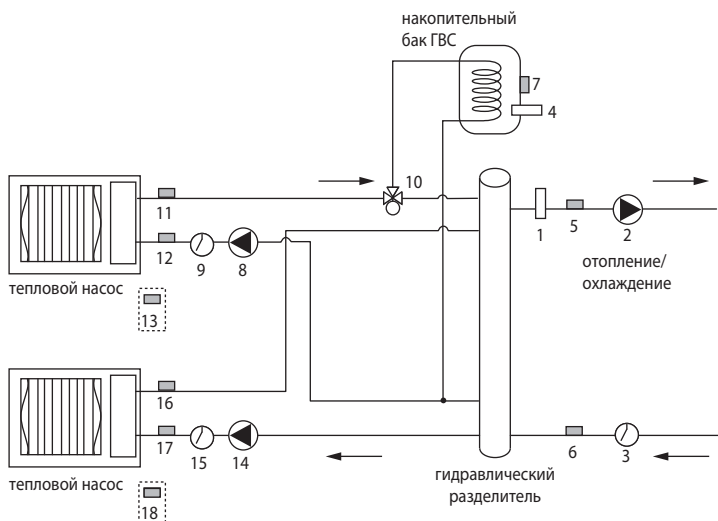 накопительный
бак ГВС
7
4
10
11
12
9
8
1
5
2
тепловой насос
отопление/
охлаждение
13
16
17
15
14
6
3
тепловой насос
гидравлический
разделитель
18